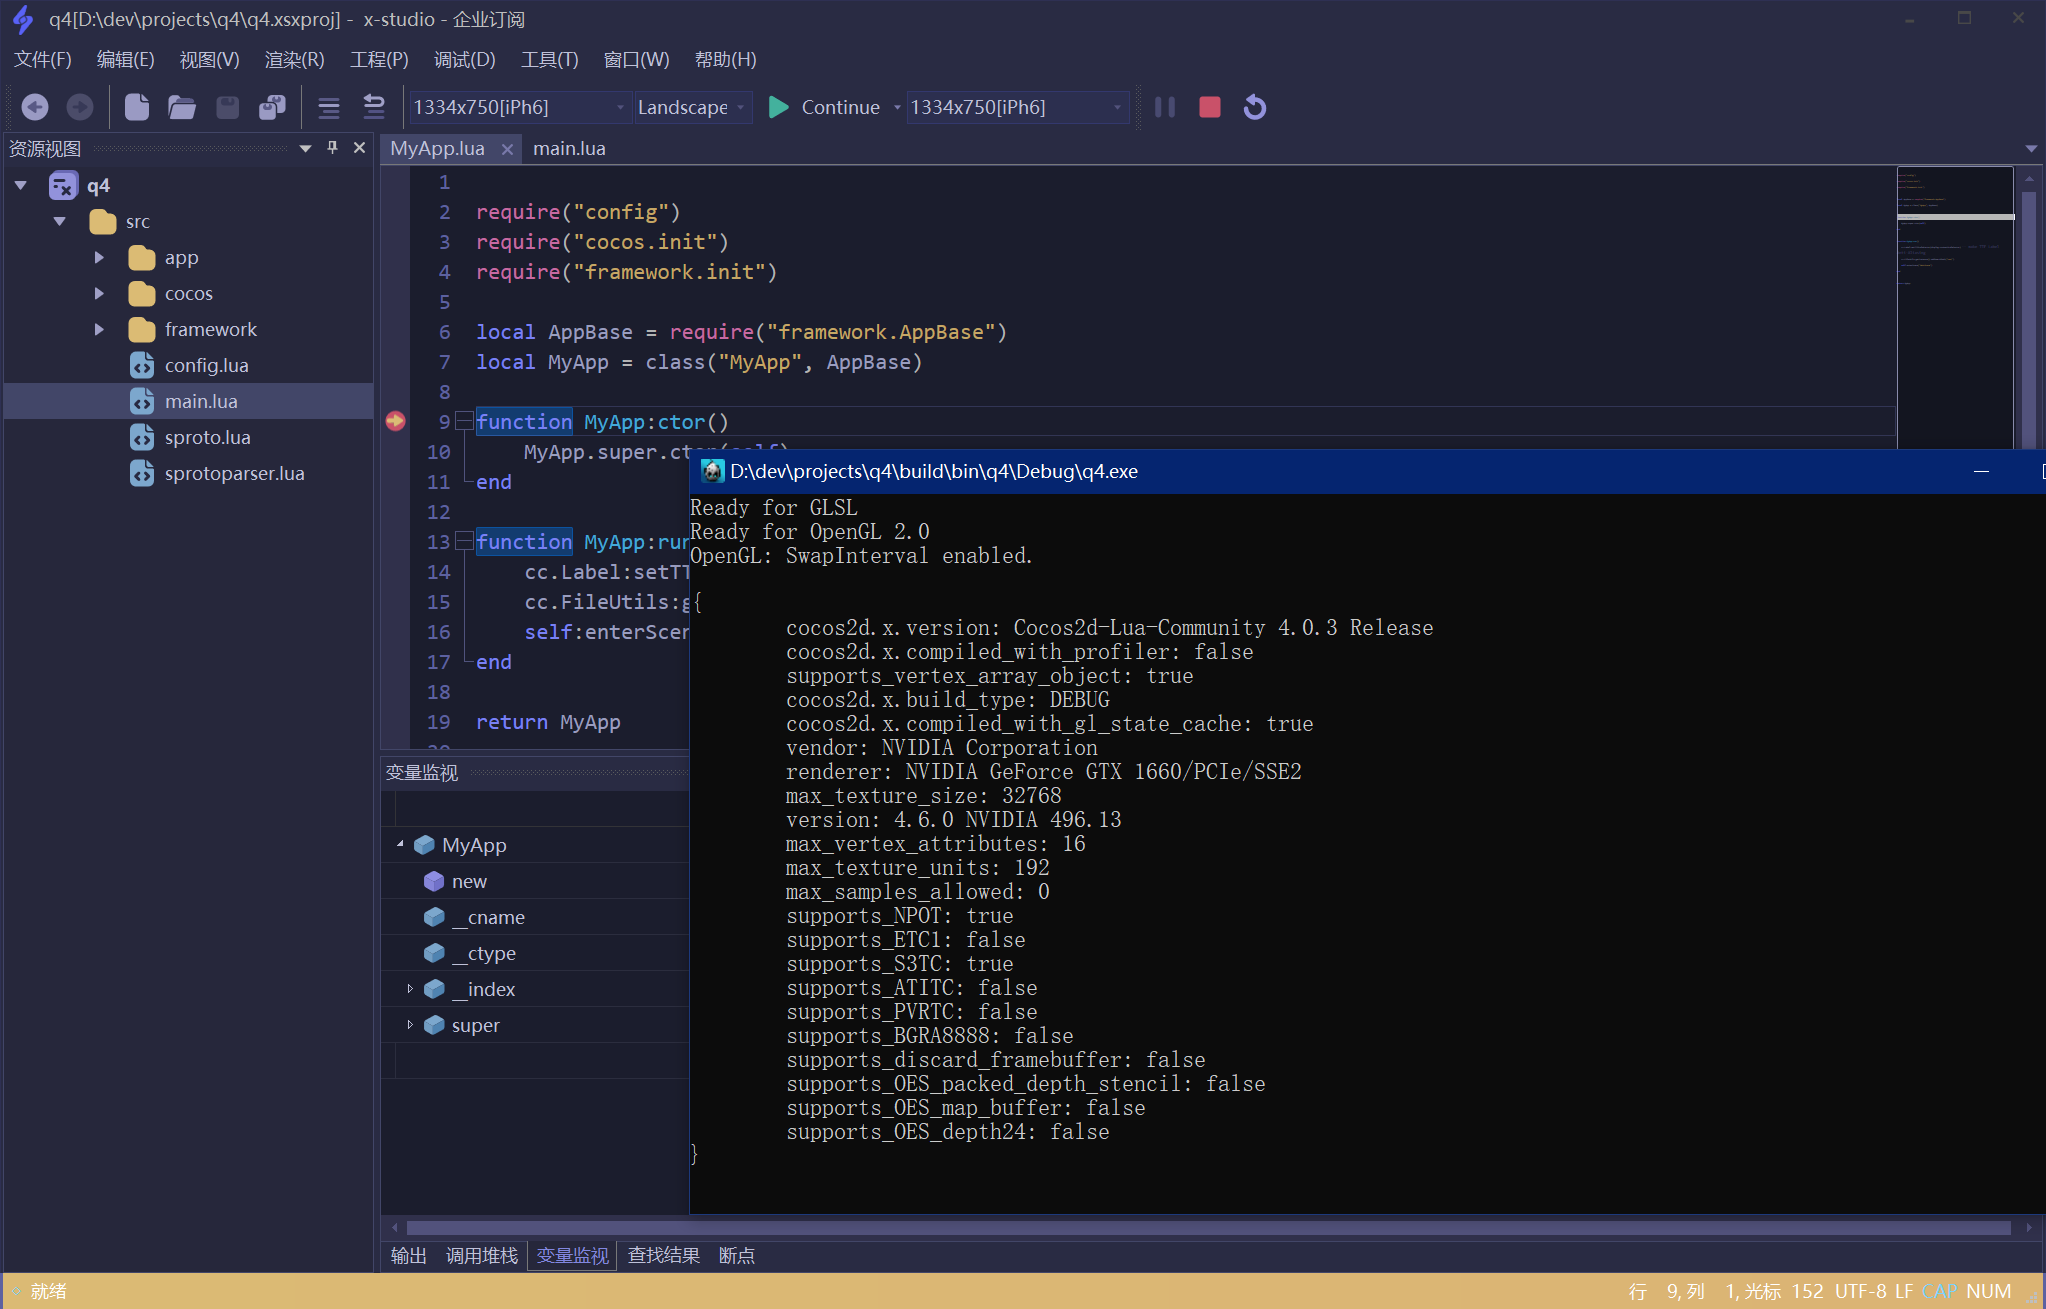 q4[D:\dev\projects\q4\q4.xsxproj] - x-studio - 企业订阅
文件(F) 编辑(E) 视图(V) 渲染(R) 工程(P) 调试(D) 工具(T) 窗口(W) 帮助(H)
1334x750[iPh6] Landscape Continue 1334x750[iPh6]
资源视图
q4
src
app
cocos
framework
config.lua
main.lua
sproto.lua
sprotoparser.lua
MyApp.lua main.lua
1
2 require("config")
3 require("cocos.init")
4 require("framework.init")
5
6 local AppBase = require("framework.AppBase")
7 local MyApp = class("MyApp", AppBase)
8
9 function MyApp:ctor()
10 MyApp.super.ctor(self)
11 end
12
13 function MyApp:run
14 cc.Label:setTT
15 cc.FileUtils:g
16 self:enterScen
17 end
18
19 return MyApp
20
D:\dev\projects\q4\build\bin\q4\Debug\q4.exe
Ready for GLSL
Ready for OpenGL 2.0
OpenGL: SwapInterval enabled.
{
cocos2d.x.version: Cocos2d-Lua-Community 4.0.3 Release
cocos2d.x.compiled_with_profiler: false
supports_vertex_array_object: true
cocos2d.x.build_type: DEBUG
cocos2d.x.compiled_with_gl_state_cache: true
vendor: NVIDIA Corporation
renderer: NVIDIA GeForce GTX 1660/PCIe/SSE2
max_texture_size: 32768
version: 4.6.0 NVIDIA 496.13
max_vertex_attributes: 16
max_texture_units: 192
max_samples_allowed: 0
supports_NPOT: true
supports_ETC1: false
supports_S3TC: true
supports_ATITC: false
supports_PVRTC: false
supports_BGRA8888: false
supports_discard_framebuffer: false
supports_OES_packed_depth_stencil: false
supports_OES_map_buffer: false
supports_OES_depth24: false
}
变量监视
MyApp
new
__cname
__ctype
__index
super
输出 调用堆栈 变量监视 查找结果 断点
就绪
行 9, 列 1, 光标 152 UTF-8 LF CAP NUM